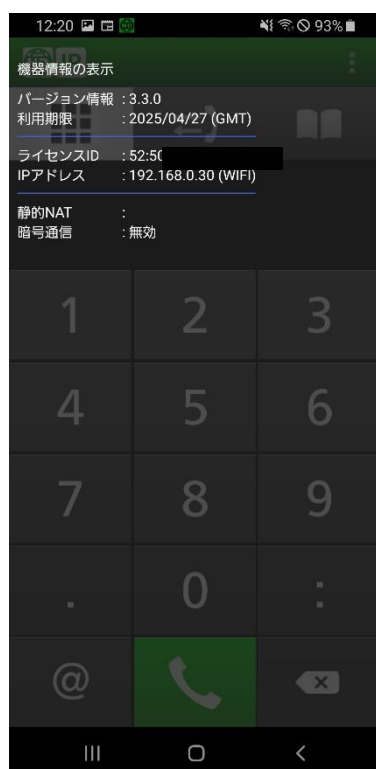 12:20 93%
機器情報の表示
バージョン情報 : 3.3.0
利用期限 : 2025/04/27 (GMT)
ライセンスID : 52:50
IPアドレス : 192.168.0.30 (WIFI)
静的NAT :
暗号通信 : 無効
1 2 3
4 5 6
7 8 9
. 0 :
@